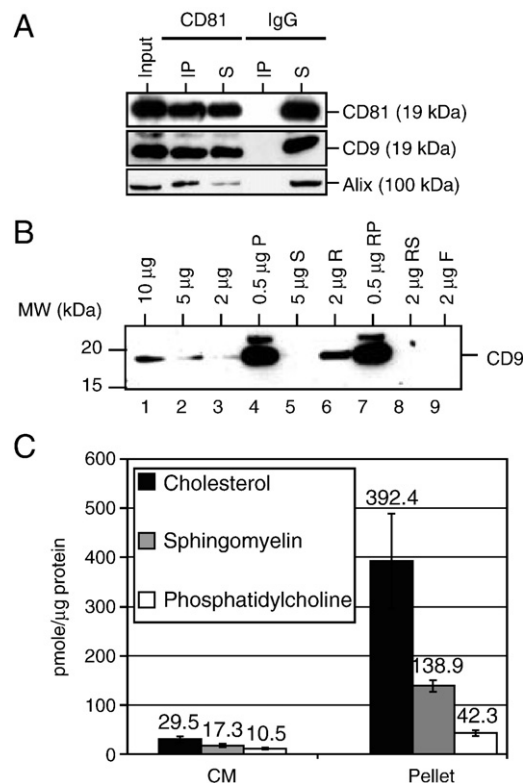 A
CD81 IgG
Input IP S IP S
CD81 (19 kDa)
CD9 (19 kDa)
Alix (100 kDa)
B
MW (kDa) 10 µg 5 µg 2 µg 0.5 µg P 5 µg S 2 µg R 0.5 µg RP 2 µg RS 2 µg F
20
CD9
15
1 2 3 4 5 6 7 8 9
C
pmole/µg protein
600
500
400
300
200
100
0
Cholesterol
Sphingomyelin
Phosphatidylcholine
392.4
138.9
42.3
29.5 17.3 10.5
CM Pellet